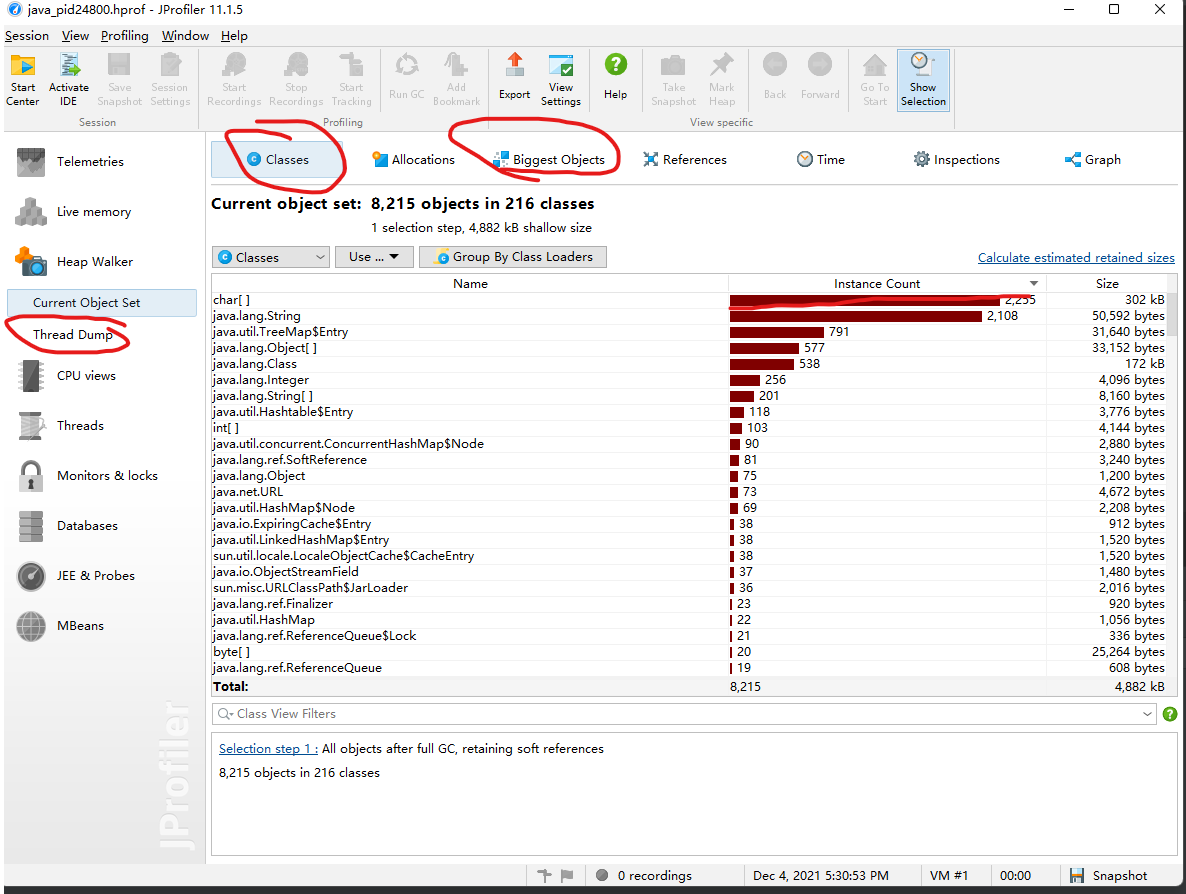 java_pid24800.hprof - JProfiler 11.1.5
Session View Profiling Window Help
Start Center
Activate IDE
Save Snapshot
Session Settings
Start Recordings
Stop Recordings
Start Tracking
Run GC
Add Bookmark
Export
View Settings
Help
Take Snapshot
Mark Heap
Back
Forward
Go To Start
Show Selection
Session
Profiling
View specific
Telemetries
Live memory
Heap Walker
Current Object Set
Thread Dump
CPU views
Threads
Monitors & locks
Databases
JEE & Probes
MBeans
JProfiler
Classes Allocations Biggest Objects References Time Inspections Graph
Current object set: 8,215 objects in 216 classes
1 selection step, 4,882 kB shallow size
Classes Use ... Group By Class Loaders Calculate estimated retained sizes
Name Instance Count Size
char[ ] 2,255 302 kB
java.lang.String 2,108 50,592 bytes
java.util.TreeMap$Entry 791 31,640 bytes
java.lang.Object[ ] 577 33,152 bytes
java.lang.Class 538 172 kB
java.lang.Integer 256 4,096 bytes
java.lang.String[ ] 201 8,160 bytes
java.util.Hashtable$Entry 118 3,776 bytes
int[ ] 103 4,144 bytes
java.util.concurrent.ConcurrentHashMap$Node 90 2,880 bytes
java.lang.ref.SoftReference 81 3,240 bytes
java.lang.Object 75 1,200 bytes
java.net.URL 73 4,672 bytes
java.util.HashMap$Node 69 2,208 bytes
java.io.ExpiringCache$Entry 38 912 bytes
java.util.LinkedHashMap$Entry 38 1,520 bytes
sun.util.locale.LocaleObjectCache$CacheEntry 38 1,520 bytes
java.io.ObjectStreamField 37 1,480 bytes
sun.misc.URLClassPath$JarLoader 36 2,016 bytes
java.lang.ref.Finalizer 23 920 bytes
java.util.HashMap 22 1,056 bytes
java.lang.ref.ReferenceQueue$Lock 21 336 bytes
byte[ ] 20 25,264 bytes
java.lang.ref.ReferenceQueue 19 608 bytes
Total: 8,215 4,882 kB
Class View Filters
Selection step 1 : All objects after full GC, retaining soft references
8,215 objects in 216 classes
0 recordings Dec 4, 2021 5:30:53 PM VM #1 00:00 Snapshot